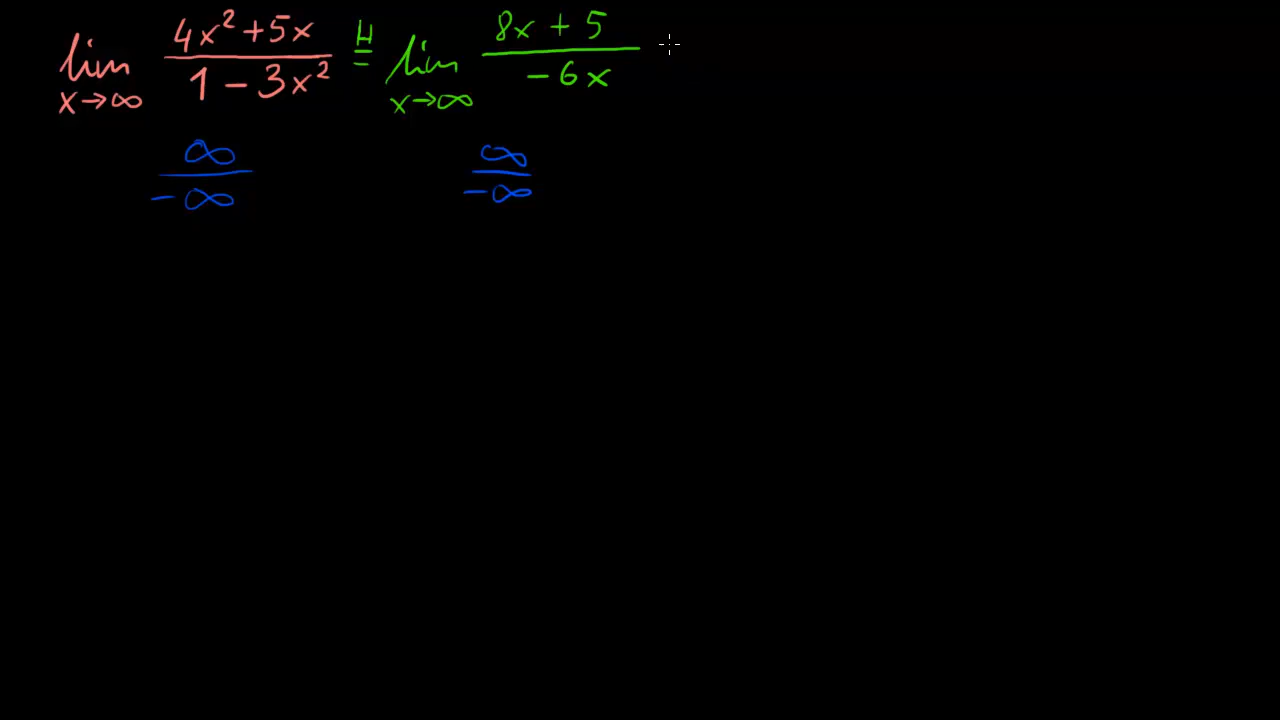 lim x→∞ (4x² + 5x)/(1 − 3x²) =ᴴ lim x→∞ (8x + 5)/(−6x)
∞/−∞ ∞/−∞